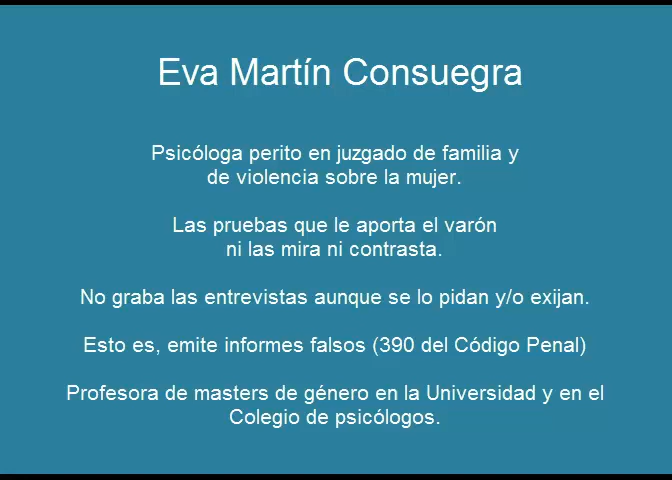 Eva Martín Consuegra
Psicóloga perito en juzgado de familia y
de violencia sobre la mujer.
Las pruebas que le aporta el varón
ni las mira ni contrasta.
No graba las entrevistas aunque se lo pidan y/o exijan.
Esto es, emite informes falsos (390 del Código Penal)
Profesora de masters de género en la Universidad y en el
Colegio de psicólogos.